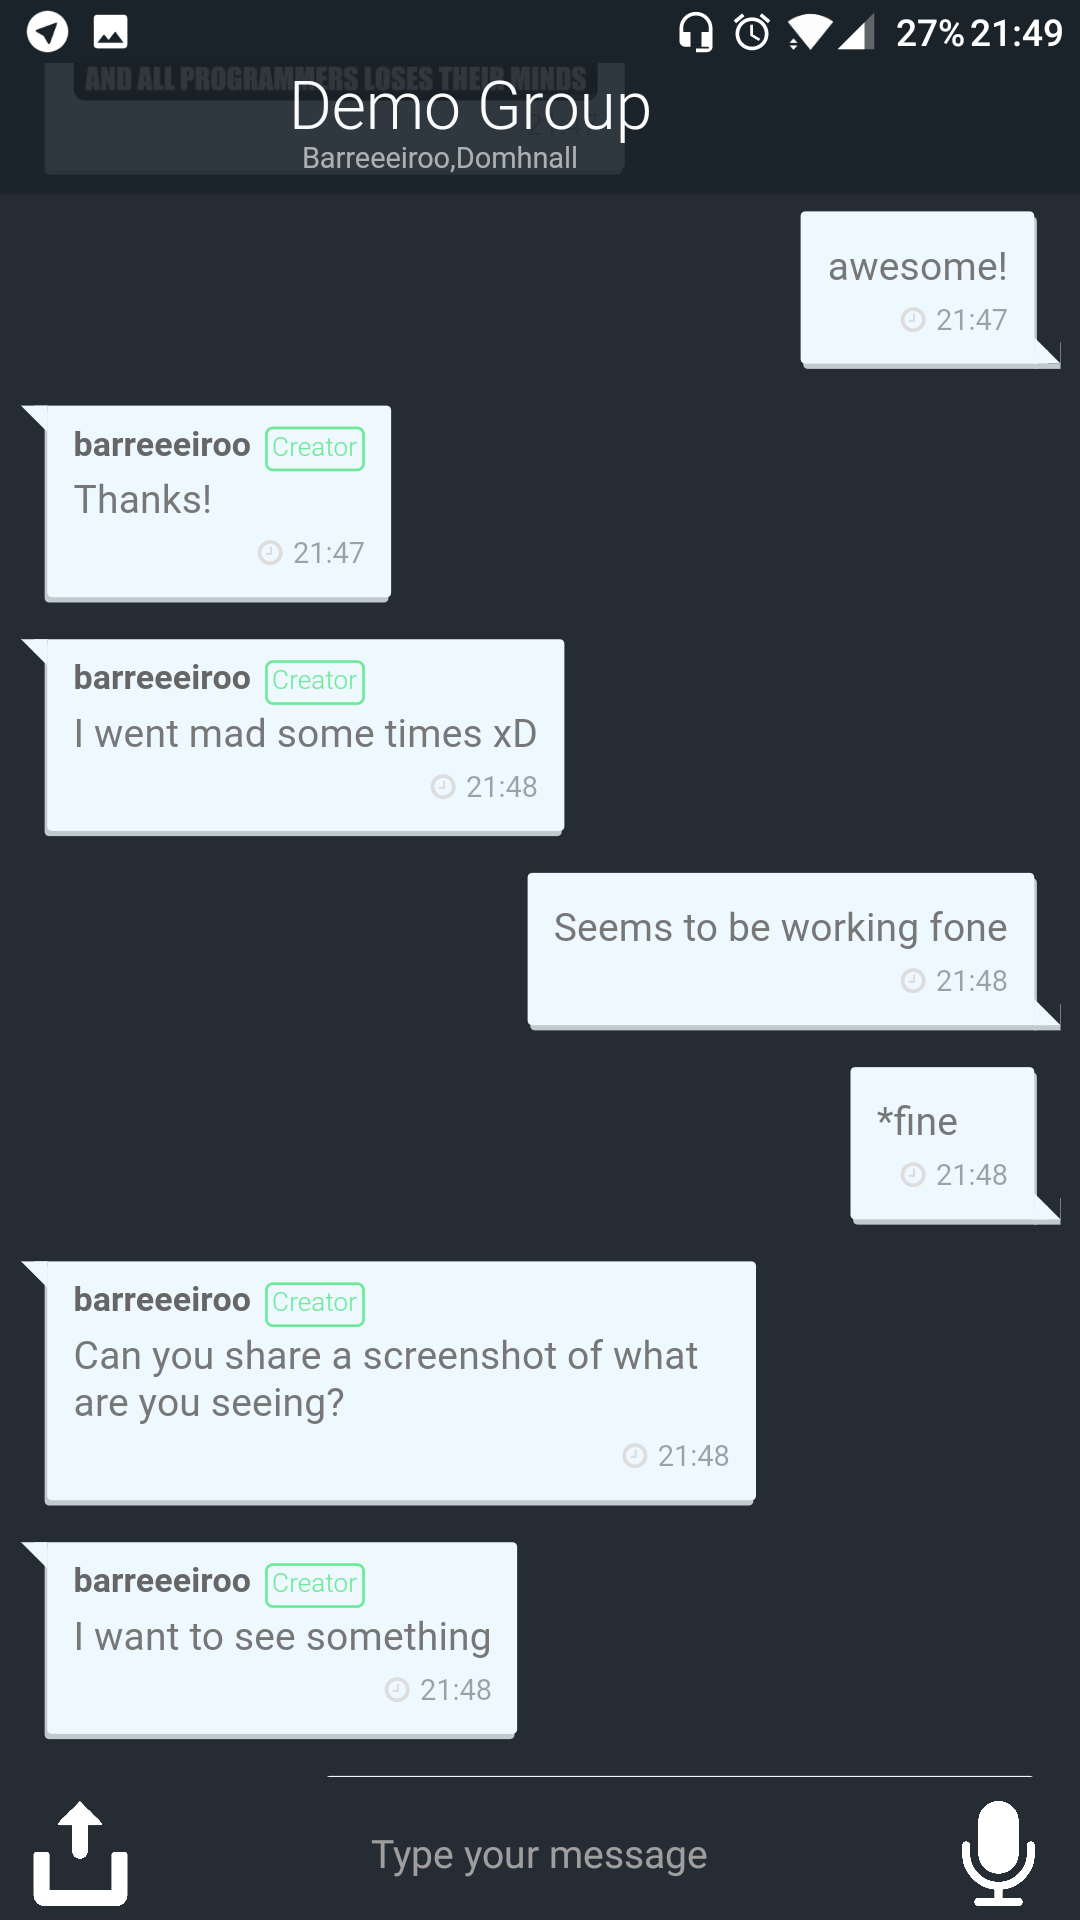 27% 21:49
AND ALL PROGRAMMERS LOSES THEIR MINDS
Demo Group
21:47
Barreeeiroo,Domhnall
awesome!
21:47
barreeeiroo Creator
Thanks!
21:47
barreeeiroo Creator
I went mad some times xD
21:48
Seems to be working fone
21:48
*fine
21:48
barreeeiroo Creator
Can you share a screenshot of what
are you seeing?
21:48
barreeeiroo Creator
I want to see something
21:48
Type your message